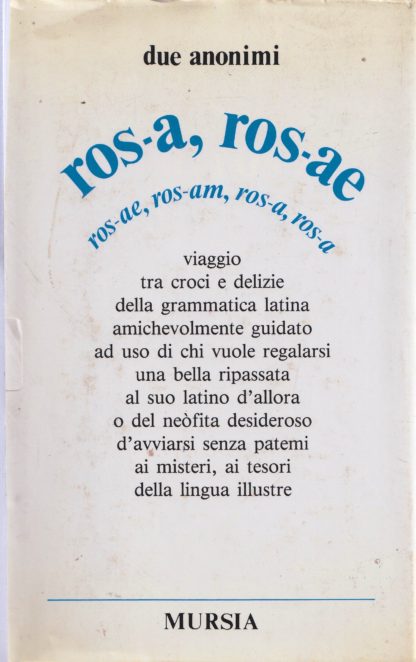 due anonimi
ros-a, ros-ae
ros-ae, ros-am, ros-a, ros-a
viaggio
tra croci e delizie
della grammatica latina
amichevolmente guidato
ad uso di chi vuole regalarsi
una bella ripassata
al suo latino d'allora
o del neòfita desideroso
d'avviarsi senza patemi
ai misteri, ai tesori
della lingua illustre
MURSIA